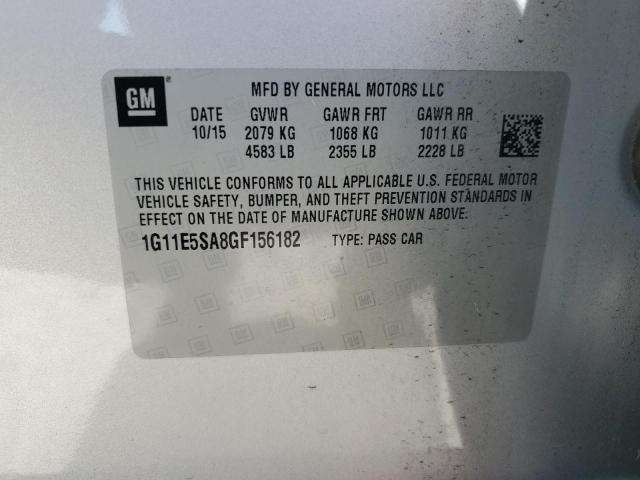 GM
MFD BY GENERAL MOTORS LLC
DATE GVWR GAWR FRT GAWR RR
10/15 2079 KG 1068 KG 1011 KG
4583 LB 2355 LB 2228 LB
THIS VEHICLE CONFORMS TO ALL APPLICABLE U.S. FEDERAL MOTOR
VEHICLE SAFETY, BUMPER, AND THEFT PREVENTION STANDARDS IN
EFFECT ON THE DATE OF MANUFACTURE SHOWN ABOVE.
1G11E5SA8GF156182 TYPE: PASS CAR